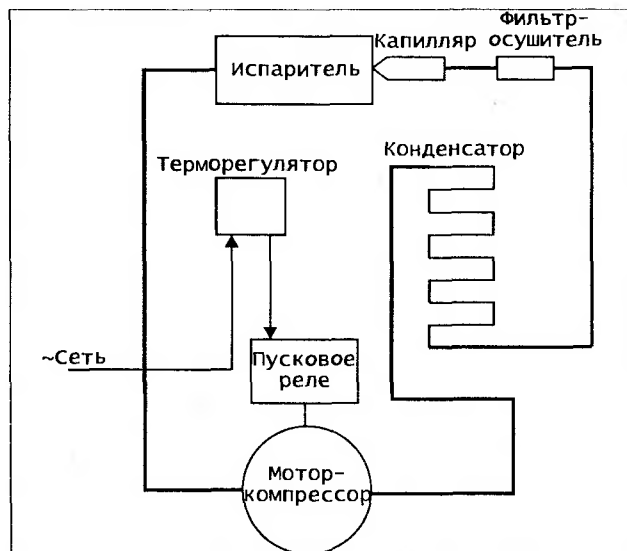 Фильтр-
осушитель
Капилляр
Испаритель
Терморегулятор
Конденсатор
~Сеть
Пусковое
реле
Мотор-
компрессор